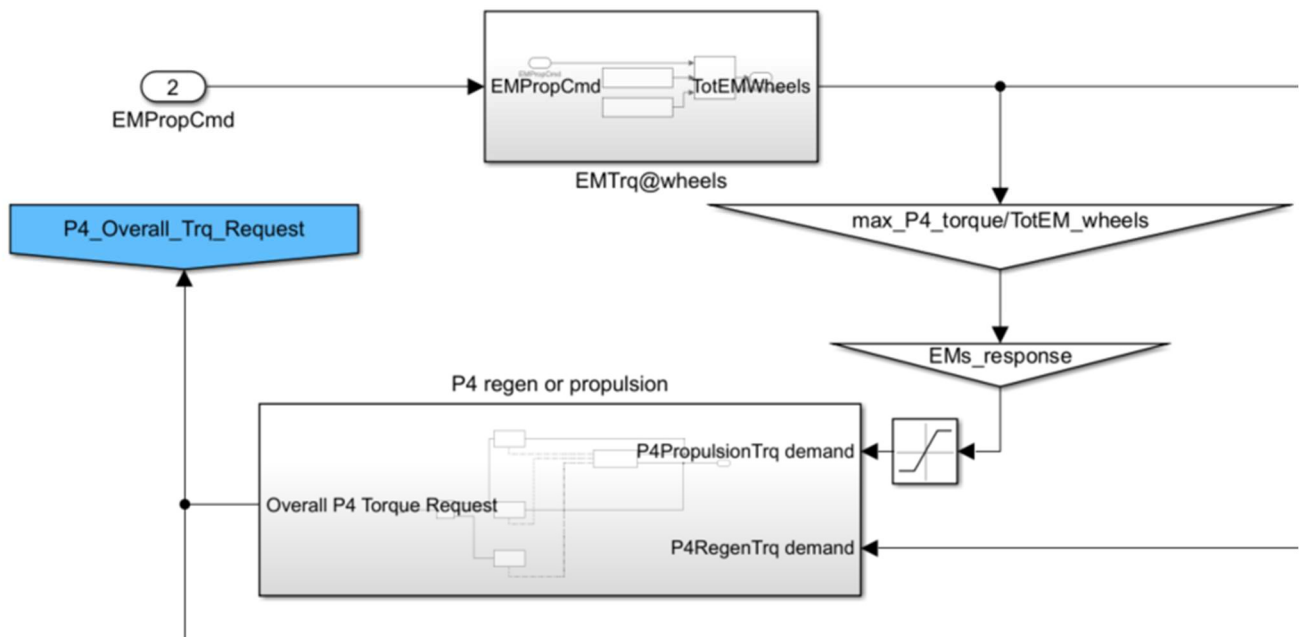 2
EMPropCmd
EMPropCmd
TotEMWheels
EMTrq@wheels
P4_Overall_Trq_Request
max_P4_torque/TotEM_wheels
EMs_response
P4 regen or propulsion
P4PropulsionTrq demand
Overall P4 Torque Request
P4RegenTrq demand